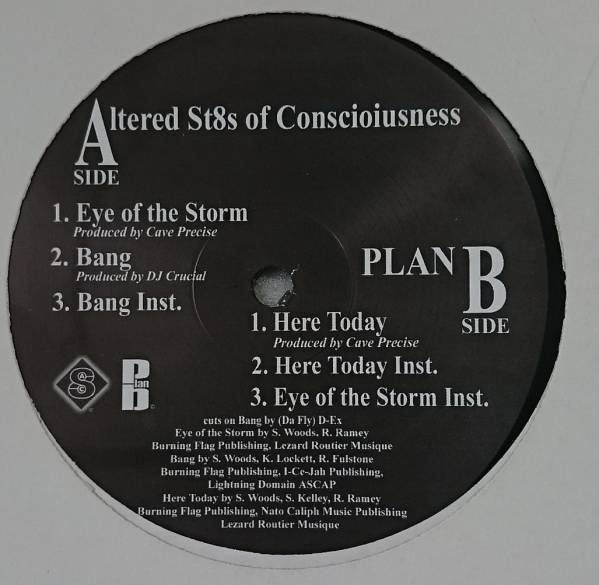 Altered St8s of Conscioiusness
SIDE
1. Eye of the Storm
Produced by Cave Precise
2. Bang
Produced by DJ Crucial
3. Bang Inst.
PLAN B
SIDE
1. Here Today
Produced by Cave Precise
2. Here Today Inst.
3. Eye of the Storm Inst.
Plan
B
cuts on Bang by (Da Fly) D-Ex
Eye of the Storm by S. Woods, R. Ramey
Burning Flag Publishing, Lezard Routier Musique
Bang by S. Woods, K. Lockett, R. Fulstone
Burning Flag Publishing, I-Ce-Jah Publishing,
Lightning Domain ASCAP
Here Today by S. Woods, S. Kelley, R. Ramey
Burning Flag Publishing, Nato Caliph Music Publishing
Lezard Routier Musique